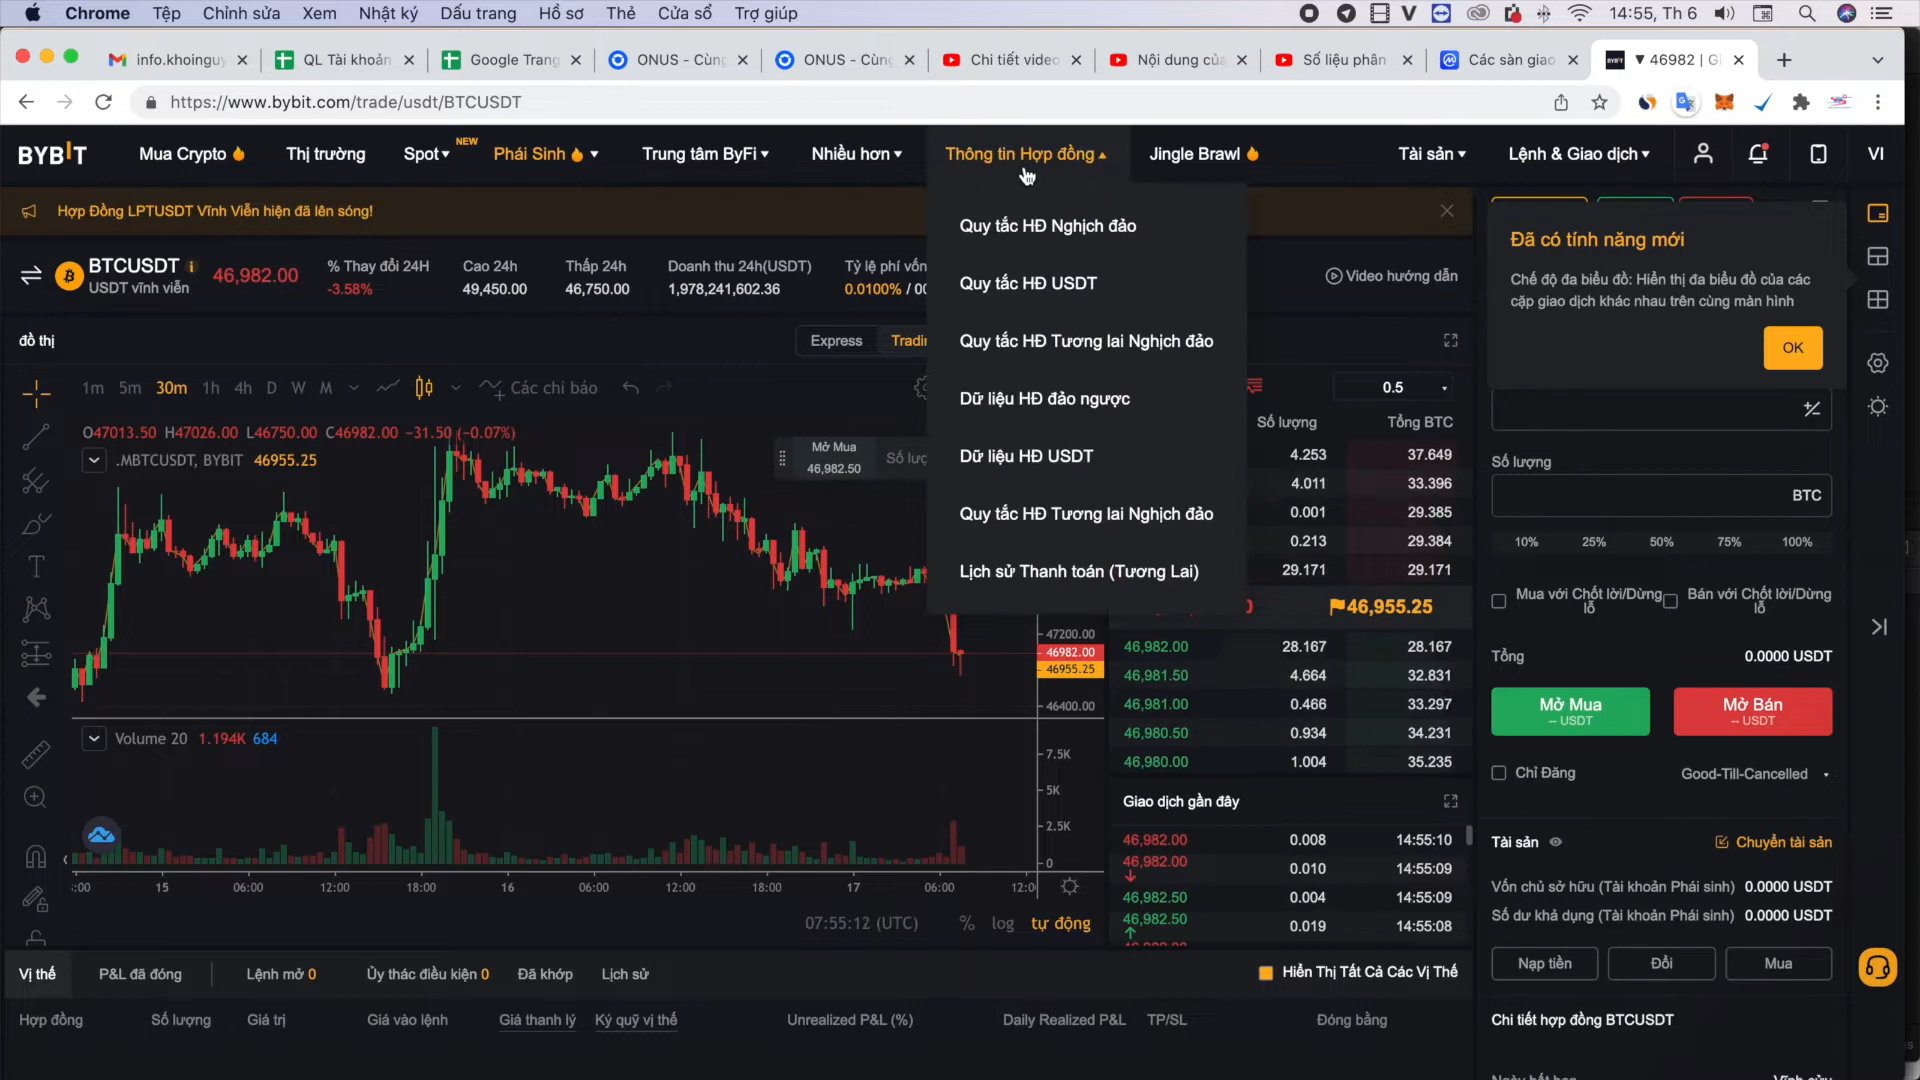 Chrome Tệp Chỉnh sửa Xem Nhật ký Dấu trang Hồ sơ Thẻ Cửa sổ Trợ giúp 14:55, Th 6
info.khoinguy QL Tài khoản Google Trang ONUS - Cùng ONUS - Cùng Chi tiết video Nội dung củ Số liệu phân Các sàn giao ▼ 46982 | G
https://www.bybit.com/trade/usdt/BTCUSDT
BYBIT Mua Crypto Thị trường Spot NEW Phái Sinh Trung tâm ByFi Nhiều hơn Thông tin Hợp đồng Jingle Brawl Tài sản Lệnh & Giao dịch VI
Hợp Đồng LPTUSDT Vĩnh Viễn hiện đã lên sóng!
Quy tắc HĐ Nghịch đảo
Quy tắc HĐ USDT
Quy tắc HĐ Tương lai Nghịch đảo
Dữ liệu HĐ đảo ngược
Dữ liệu HĐ USDT
Quy tắc HĐ Tương lai Nghịch đảo
Lịch sử Thanh toán (Tương Lai)
Đã có tính năng mới
Chế độ đa biểu đồ: Hiển thị đa biểu đồ của các
cặp giao dịch khác nhau trên cùng màn hình
OK
BTCUSDT 46,982.00 % Thay đổi 24H Cao 24h Thấp 24h Doanh thu 24h(USDT) Tỷ lệ phí vốn Video hướng dẫn
USDT vĩnh viễn -3.58% 49,450.00 46,750.00 1,978,241,602.36 0.0100% / 00
đồ thị Express Tradin
1m 5m 30m 1h 4h D W M Các chỉ báo
O47013.50 H47026.00 L46750.00 C46982.00 −31.50 (−0.07%)
.MBTCUSDT, BYBIT 46955.25
Mở Mua
46,982.50 Số lượ
47200.00
46982.00
46955.25
46400.00
Volume 20 1.194K 684
7.5K
5K
2.5K
0
:00 15 06:00 12:00 18:00 16 06:00 12:00 18:00 17 06:00 12:0
07:55:12 (UTC) % log tự động
0.5
Số lượng Tổng BTC
4.253 37.649
4.011 33.396
0.001 29.385
0.213 29.384
29.171 29.171
46,955.25
46,982.00 28.167 28.167
46,981.50 4.664 32.831
46,981.00 0.466 33.297
46,980.50 0.934 34.231
46,980.00 1.004 35.235
Giao dịch gần đây
46,982.00 0.008 14:55:10
46,982.00 0.010 14:55:09
46,982.50 0.004 14:55:09
46,982.50 0.019 14:55:08
Số lượng
BTC
10% 25% 50% 75% 100%
Mua với Chốt lời/Dừng lỗ Bán với Chốt lời/Dừng lỗ
Tổng 0.0000 USDT
Mở Mua Mở Bán
-- USDT -- USDT
Chỉ Đăng Good-Till-Cancelled
Tài sản Chuyển tài sản
Vốn chủ sở hữu (Tài khoản Phái sinh) 0.0000 USDT
Số dư khả dụng (Tài khoản Phái sinh) 0.0000 USDT
Nạp tiền Đổi Mua
Chi tiết hợp đồng BTCUSDT
Vị thế P&L đã đóng Lệnh mở 0 Ủy thác điều kiện 0 Đã khớp Lịch sử Hiển Thị Tất Cả Các Vị Thế
Hợp đồng Số lượng Giá trị Giá vào lệnh Giá thanh lý Ký quỹ vị thế Unrealized P&L (%) Daily Realized P&L TP/SL Đóng bằng